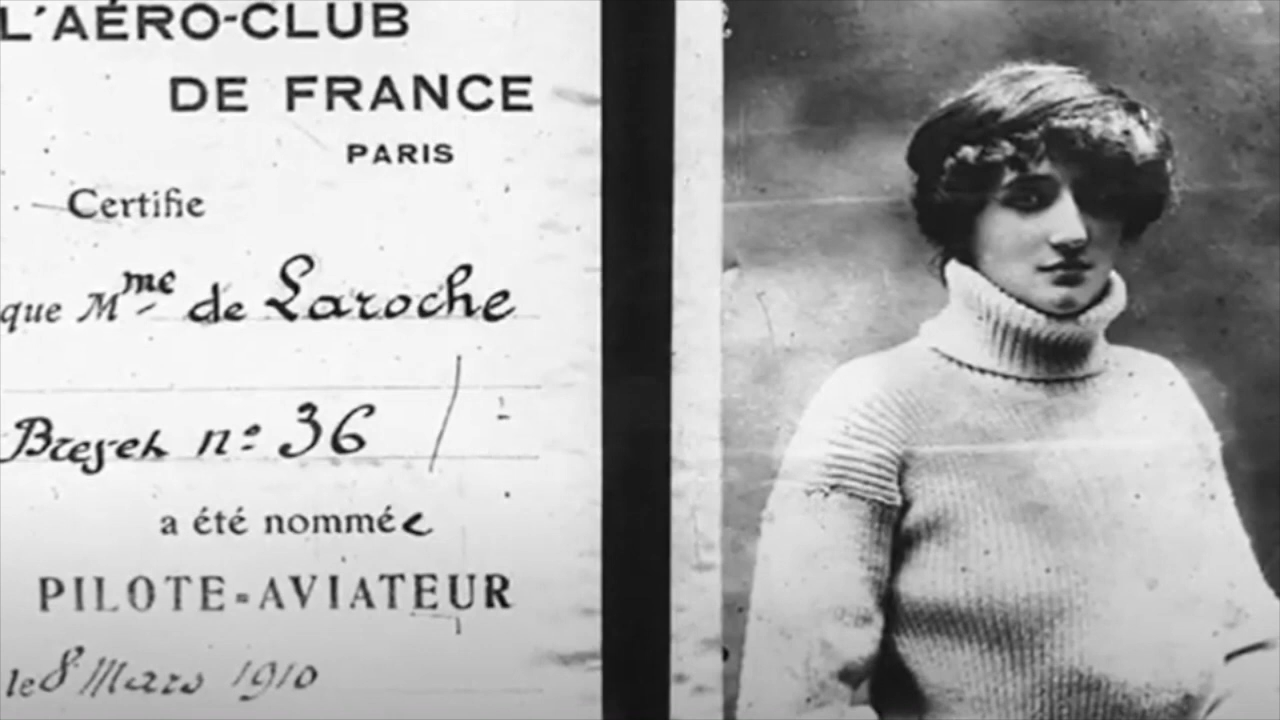 L'AÉRO-CLUB
DE FRANCE
PARIS
Certifie
que Mme de Laroche
Brevet n° 36
a été nommée
PILOTE-AVIATEUR
le 8 Mars 1910